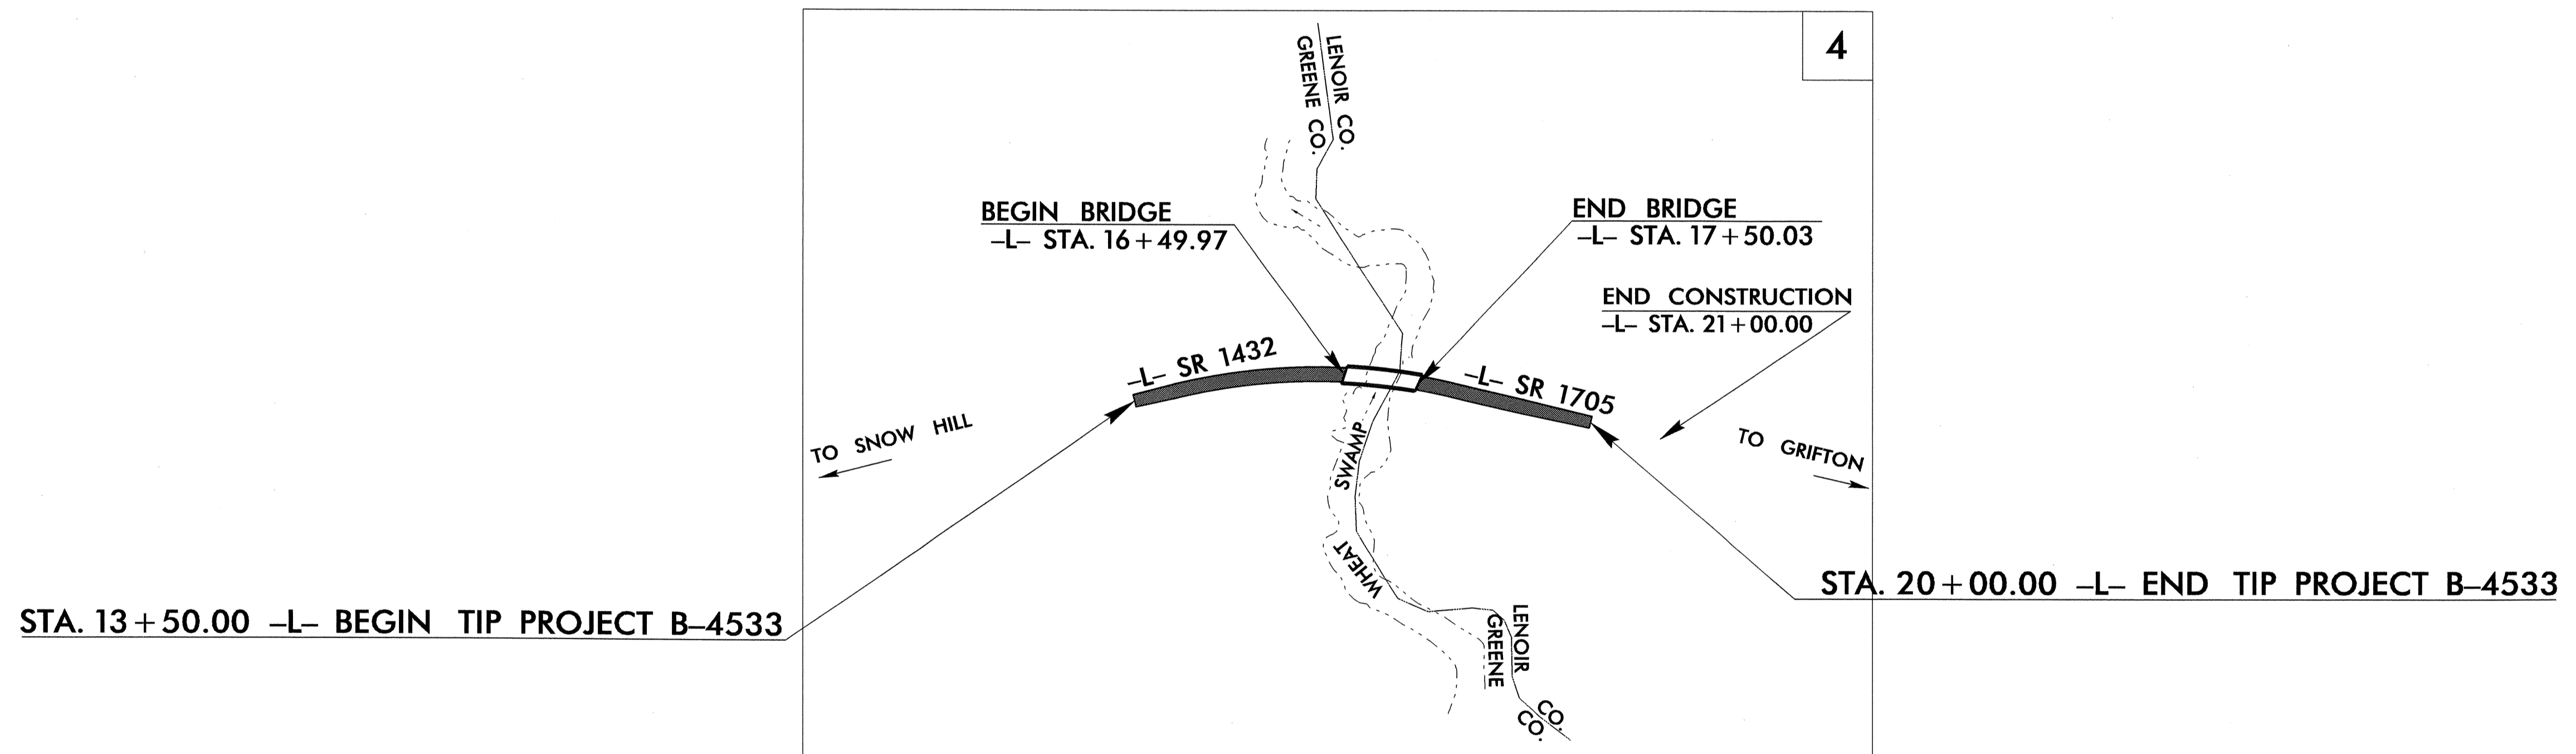 4
LENOIR CO.
GREENE CO.
BEGIN BRIDGE
-L- STA. 16+49.97
END BRIDGE
-L- STA. 17+50.03
END CONSTRUCTION
-L- STA. 21+00.00
-L- SR 1432
-L- SR 1705
TO SNOW HILL
TO GRIFTON
SWAMP
WHEAT
STA. 13+50.00 -L- BEGIN TIP PROJECT B-4533
STA. 20+00.00 -L- END TIP PROJECT B-4533
LENOIR CO.
GREENE CO.